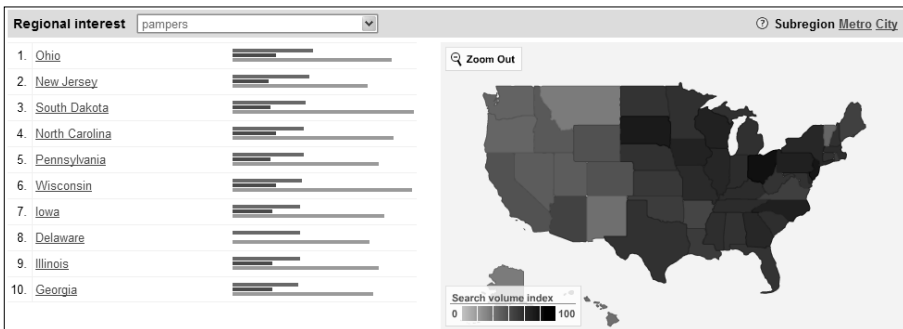 Regional interest pampers ? Subregion Metro City
1. Ohio
2. New Jersey
3. South Dakota
4. North Carolina
5. Pennsylvania
6. Wisconsin
7. Iowa
8. Delaware
9. Illinois
10. Georgia
Zoom Out
Search volume index
0 100